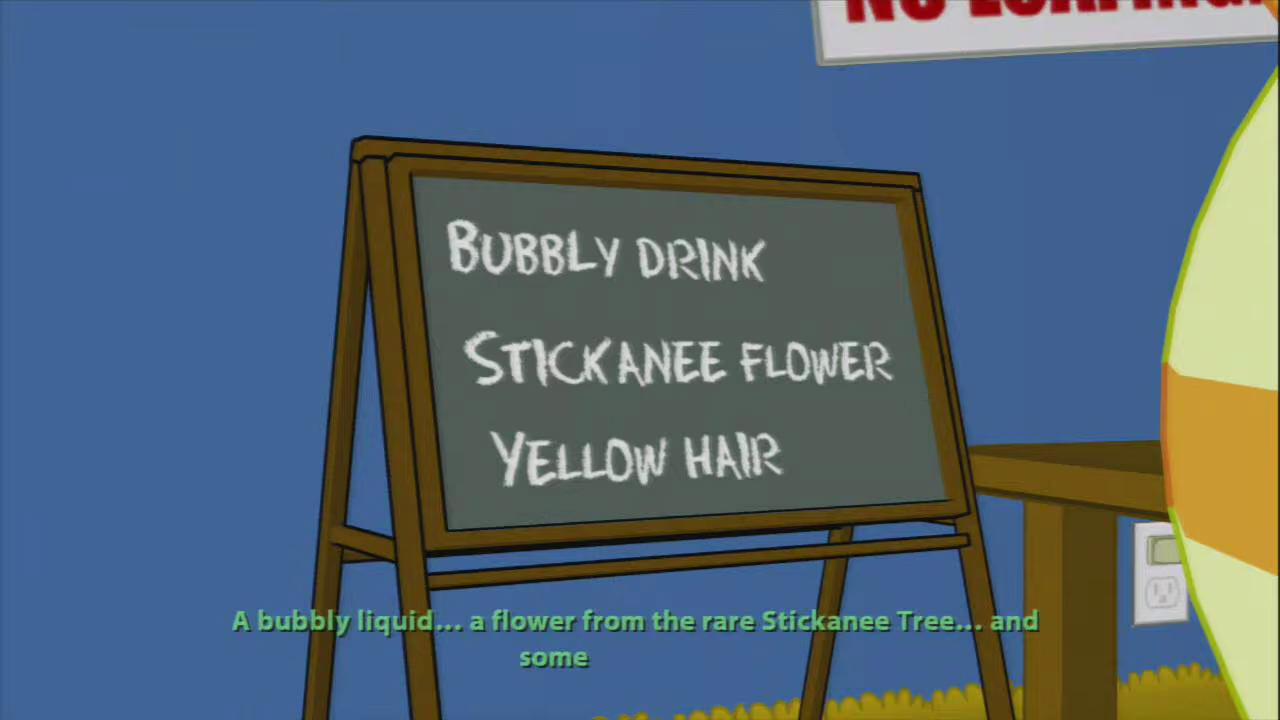 BUBBLY DRINK
STICKANEE FLOWER
YELLOW HAIR
A bubbly liquid... a flower from the rare Stickanee Tree... and
some